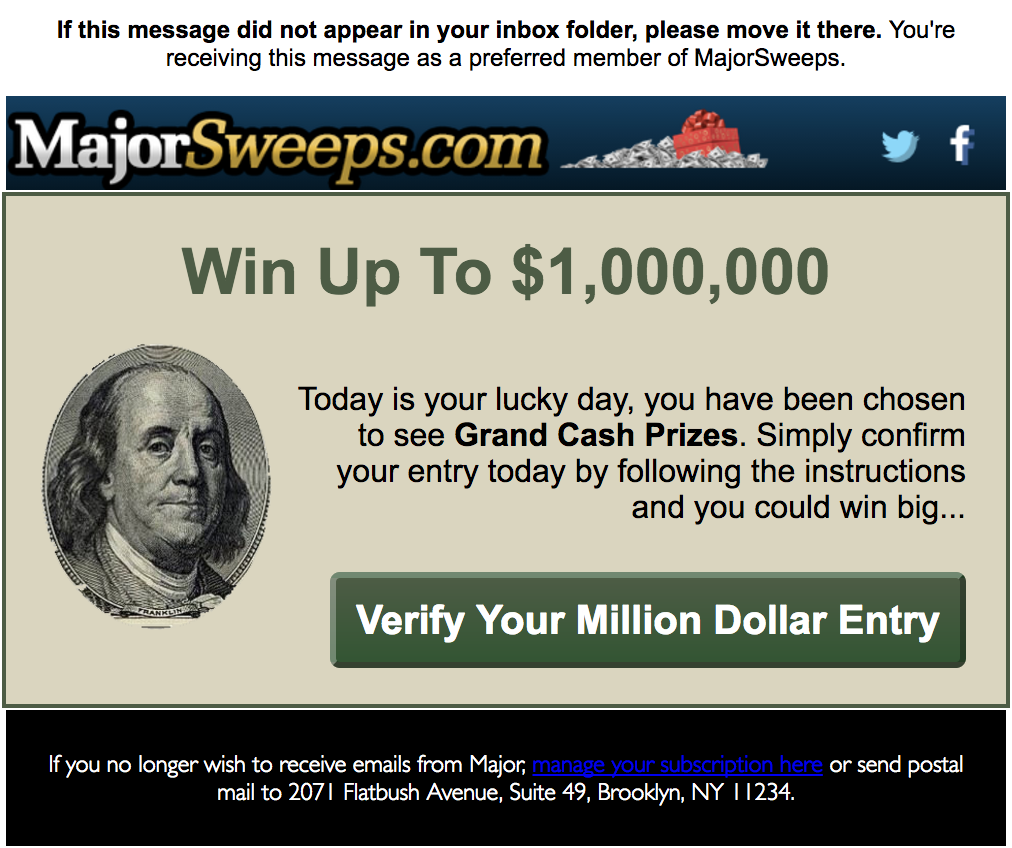 If this message did not appear in your inbox folder, please move it there. You're
receiving this message as a preferred member of MajorSweeps.
MajorSweeps.com
Win Up To $1,000,000
Today is your lucky day, you have been chosen
to see Grand Cash Prizes. Simply confirm
your entry today by following the instructions
and you could win big...
FRANKLIN
Verify Your Million Dollar Entry
If you no longer wish to receive emails from Major, manage your subscription here or send postal
mail to 2071 Flatbush Avenue, Suite 49, Brooklyn, NY 11234.